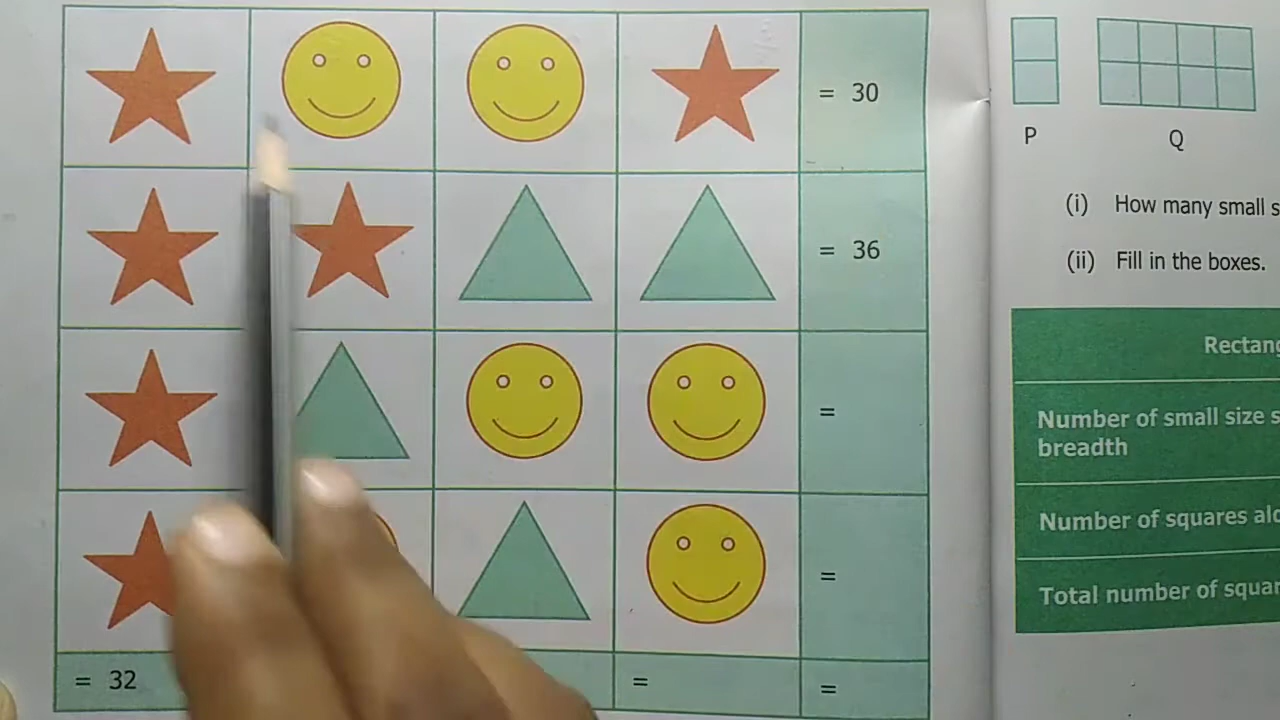 = 30
= 36
=
=
= 32
=
=
P
Q
(i) How many small s
(ii) Fill in the boxes.
Rectang
Number of small size s
breadth
Number of squares alo
Total number of squar